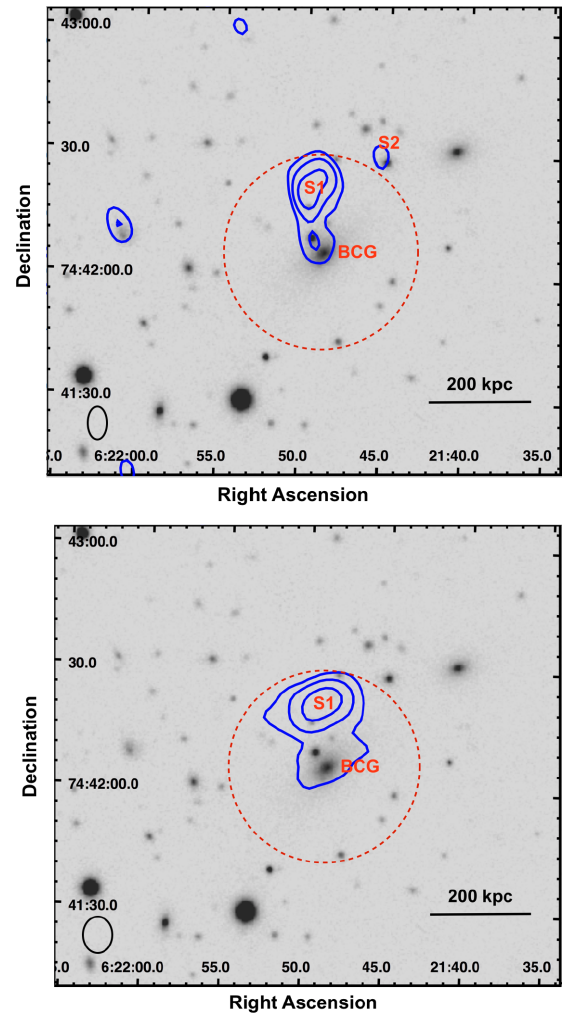 43:00.0
30.0
S2
S1
BCG
74:42:00.0
41:30.0
200 kpc
5.0 6:22:00.0 55.0 50.0 45.0 21:40.0 35.0
Declination
Right Ascension
43:00.0
30.0
S1
BCG
74:42:00.0
41:30.0
200 kpc
6:22:00.0 55.0 50.0 45.0 21:40.0 35.0
Declination
Right Ascension